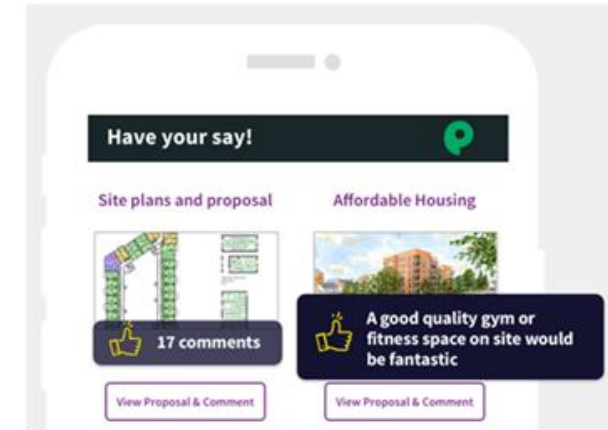 Have your say!
Site plans and proposal
Affordable Housing
17 comments
A good quality gym or
fitness space on site would
be fantastic
View Proposal & Comment
View Proposal & Comment